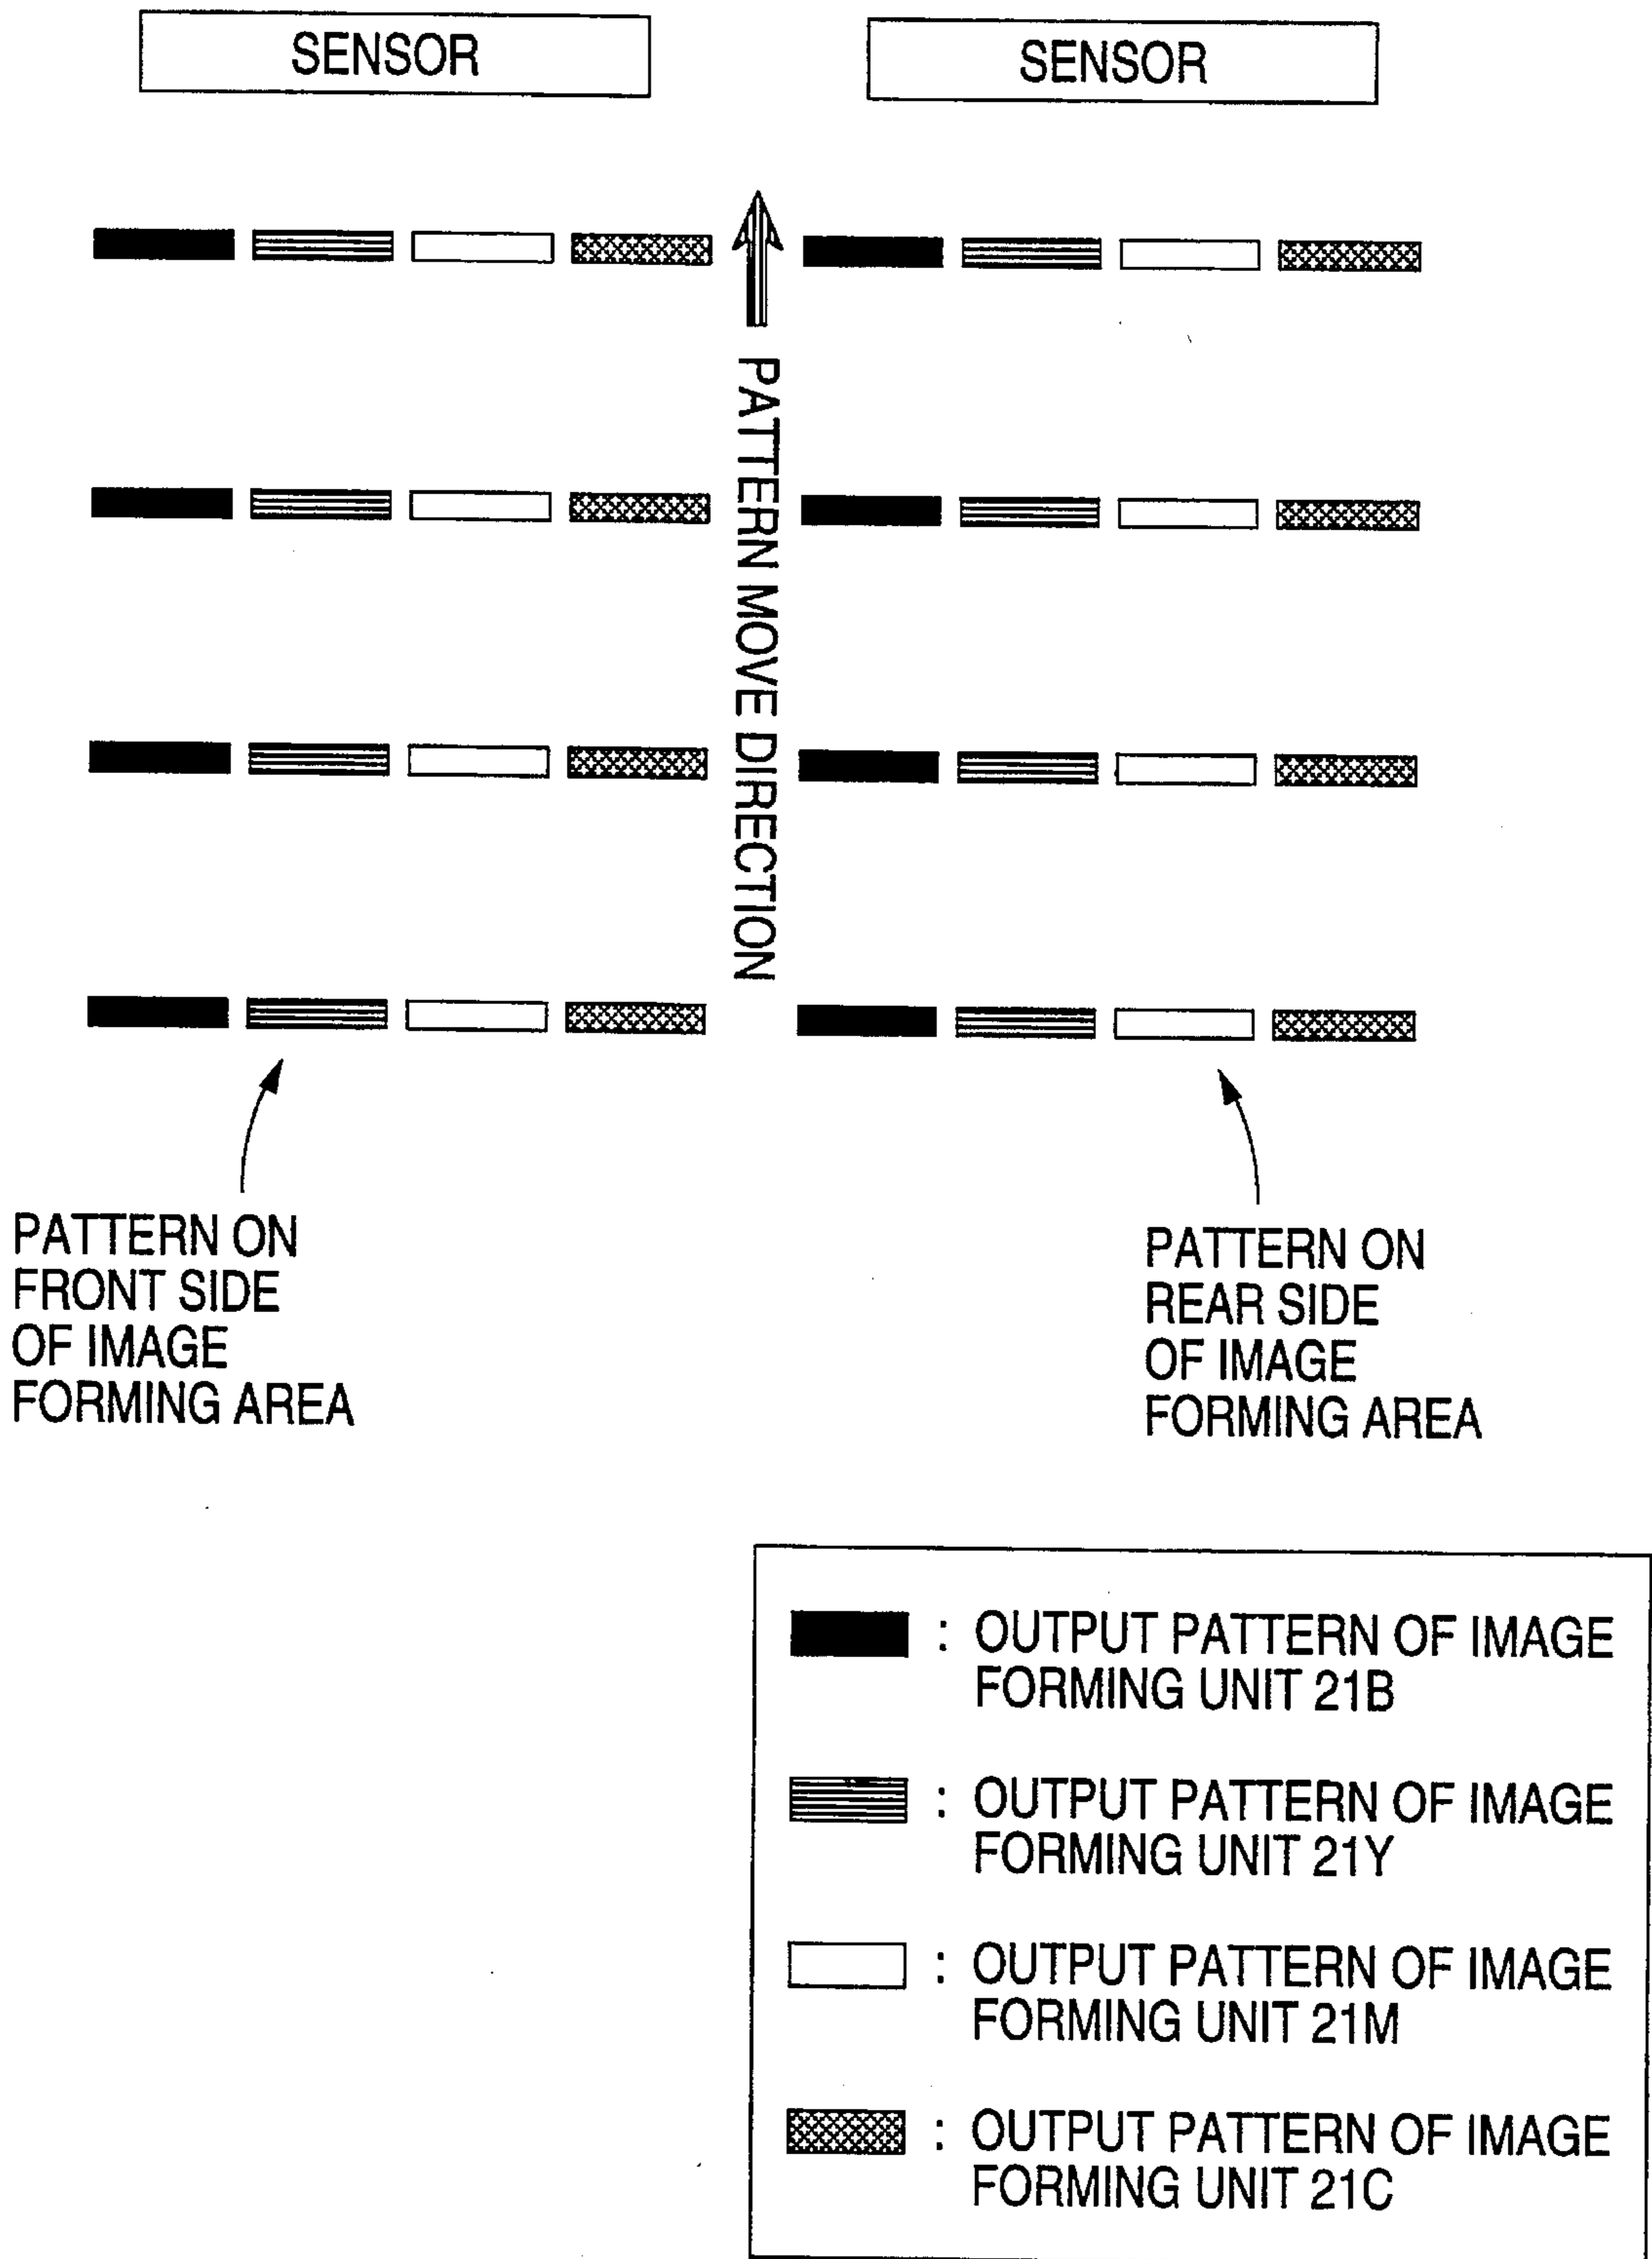 SENSOR
SENSOR
PATTERN MOVE DIRECTION
PATTERN ON
FRONT SIDE
OF IMAGE
FORMING AREA
PATTERN ON
REAR SIDE
OF IMAGE
FORMING AREA
: OUTPUT PATTERN OF IMAGE
FORMING UNIT 21B
: OUTPUT PATTERN OF IMAGE
FORMING UNIT 21Y
: OUTPUT PATTERN OF IMAGE
FORMING UNIT 21M
: OUTPUT PATTERN OF IMAGE
FORMING UNIT 21C